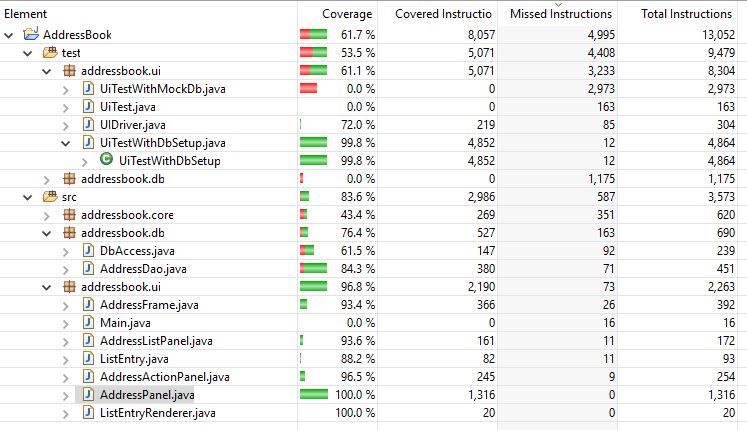 Element Coverage Covered Instructio Missed Instructions Total Instructions
AddressBook 61.7 % 8,057 4,995 13,052
test 53.5 % 5,071 4,408 9,479
addressbook.ui 61.1 % 5,071 3,233 8,304
UiTestWithMockDb.java 0.0 % 0 2,973 2,973
UiTest.java 0.0 % 0 163 163
UIDriver.java 72.0 % 219 85 304
UiTestWithDbSetup.java 99.8 % 4,852 12 4,864
UiTestWithDbSetup 99.8 % 4,852 12 4,864
addressbook.db 0.0 % 0 1,175 1,175
src 83.6 % 2,986 587 3,573
addressbook.core 43.4 % 269 351 620
addressbook.db 76.4 % 527 163 690
DbAccess.java 61.5 % 147 92 239
AddressDao.java 84.3 % 380 71 451
addressbook.ui 96.8 % 2,190 73 2,263
AddressFrame.java 93.4 % 366 26 392
Main.java 0.0 % 0 16 16
AddressListPanel.java 93.6 % 161 11 172
ListEntry.java 88.2 % 82 11 93
AddressActionPanel.java 96.5 % 245 9 254
AddressPanel.java 100.0 % 1,316 0 1,316
ListEntryRenderer.java 100.0 % 20 0 20